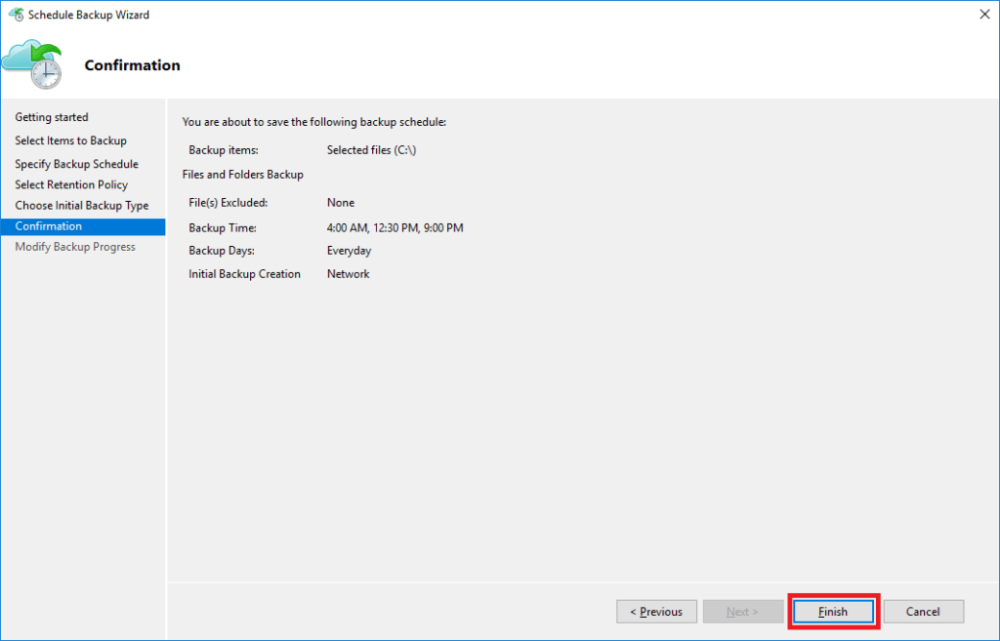 Schedule Backup Wizard
Confirmation
Getting started
Select Items to Backup
Specify Backup Schedule
Select Retention Policy
Choose Initial Backup Type
Confirmation
Modify Backup Progress
You are about to save the following backup schedule:
Backup items: Selected files (C:\)
Files and Folders Backup
File(s) Excluded: None
Backup Time: 4:00 AM, 12:30 PM, 9:00 PM
Backup Days: Everyday
Initial Backup Creation Network
< Previous Next > Finish Cancel